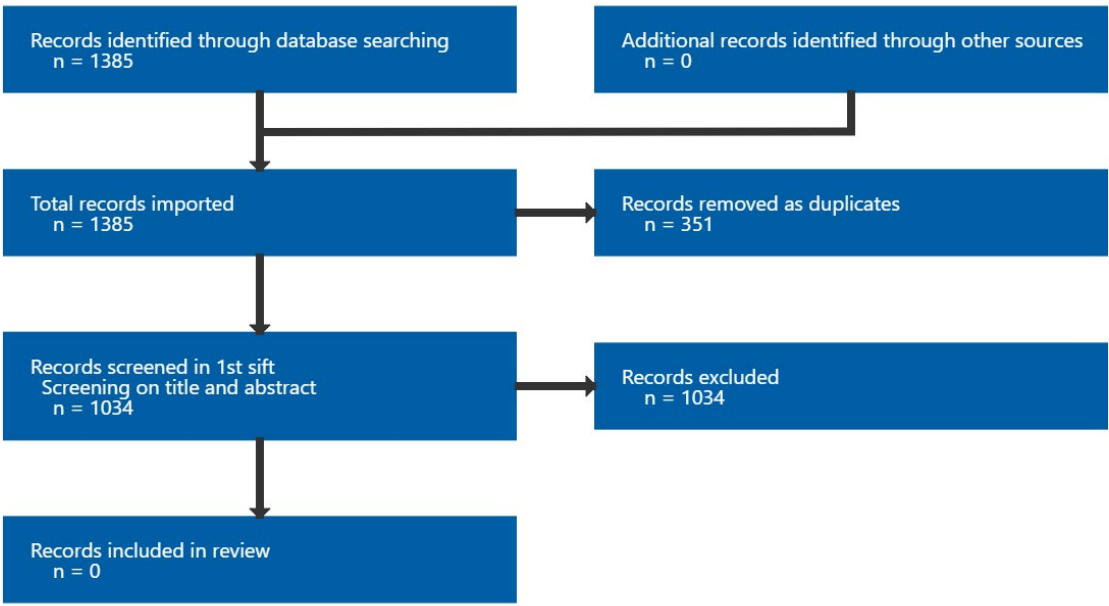 Records identified through database searching
n = 1385
Additional records identified through other sources
n = 0
Total records imported
n = 1385
Records removed as duplicates
n = 351
Records screened in 1st sift
Screening on title and abstract
n = 1034
Records excluded
n = 1034
Records included in review
n = 0